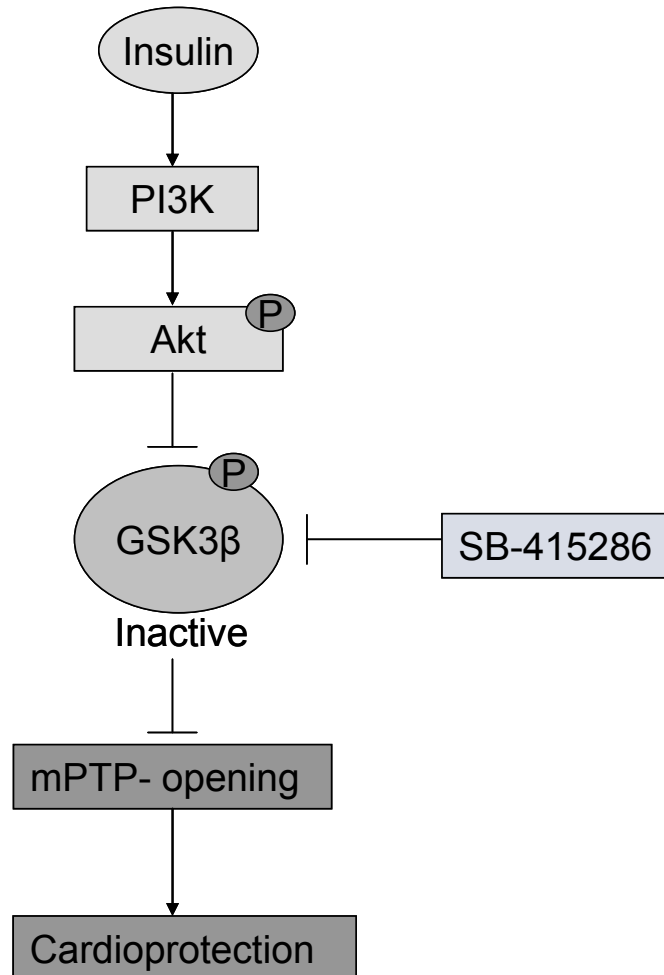 Insulin
PI3K
P
Akt
P
GSK3β
SB-415286
Inactive
mPTP- opening
Cardioprotection